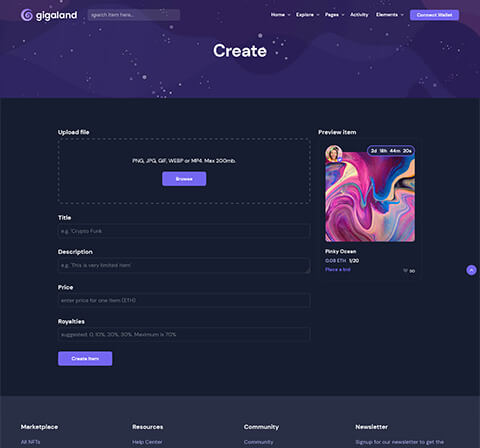 gigaland
search item here...
Home Explore Pages Activity Elements Connect Wallet
Create
Upload file
PNG, JPG, GIF, WEBP or MP4. Max 200mb.
Browse
Title
e.g. 'Crypto Funk
Description
e.g. 'This is very limited item'
Price
enter price for one item (ETH)
Royalties
suggested: 0, 10%, 20%, 30%. Maximum is 70%
Create Item
Preview item
2d 18h 44m 20s
Pinky Ocean
0.08 ETH 1/20
Place a bid
50
Marketplace
Resources
Community
Newsletter
All NFTs
Help Center
Community
Signup for our newsletter to get the